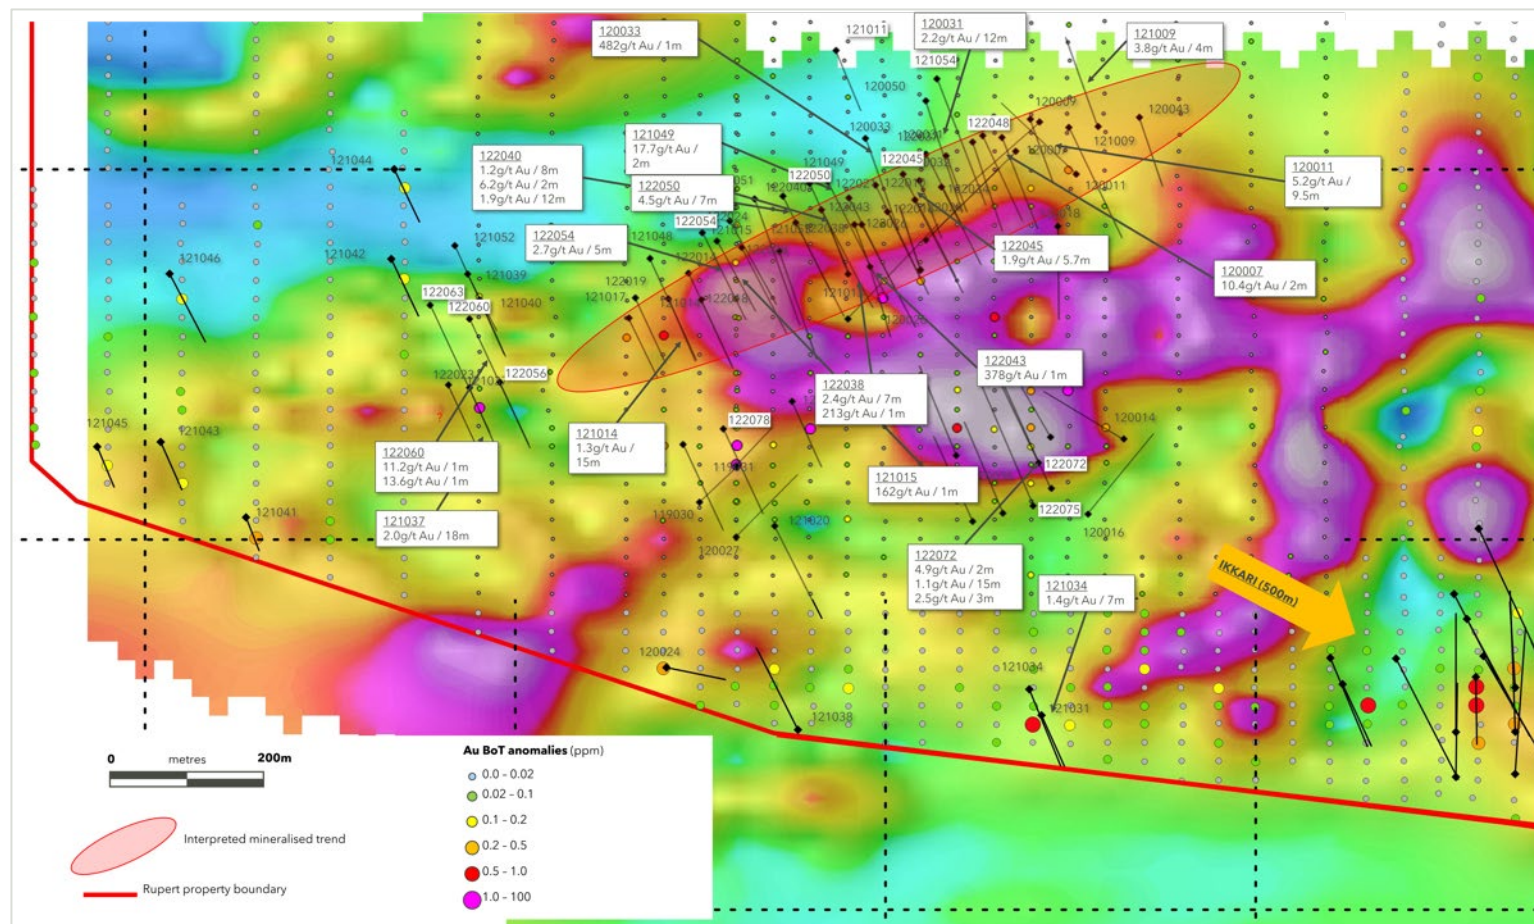 120033
482g/t Au / 1m
120031
2.2g/t Au / 12m
121009
3.8g/t Au / 4m
121011
121054
120050
120009
120043
122048
120033
121009
121049
17.7g/t Au /
2m
122040
1.2g/t Au / 8m
6.2g/t Au / 2m
1.9g/t Au / 12m
121044
121049
122045
120011
5.2g/t Au /
9.5m
122050
4.5g/t Au / 7m
122050
120011
122054
2.7g/t Au / 5m
122054
121048
121015
122045
1.9g/t Au / 5.7m
120007
10.4g/t Au / 2m
121046
121042
121052
121039
122019
121017
122014
122063
122060
121040
122018
122043
378g/t Au / 1m
122056
122038
2.4g/t Au / 7m
213g/t Au / 1m
121045
121043
121014
1.3g/t Au /
15m
122078
120014
122060
11.2g/t Au / 1m
13.6g/t Au / 1m
119031
122072
121015
162g/t Au / 1m
122075
121041
121037
2.0g/t Au / 18m
119030
121020
120027
120016
122072
4.9g/t Au / 2m
1.1g/t Au / 15m
2.5g/t Au / 3m
121034
1.4g/t Au / 7m
IKKARI (500m)
120024
121034
121038
121031
0 metres 200m
Interpreted mineralised trend
Rupert property boundary
Au BoT anomalies (ppm)
0.0 – 0.02
0.02 – 0.1
0.1 – 0.2
0.2 – 0.5
0.5 – 1.0
1.0 – 100